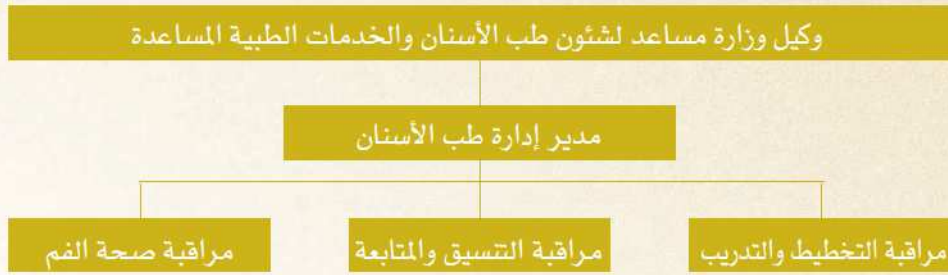 وكيل وزارة مساعد لشئون طب الأسنان والخدمات الطبية المساعدة
مدير إدارة طب الأسنان
مراقبة التخطيط والتدريب
مراقبة التنسيق والمتابعة
مراقبة صحة الفم